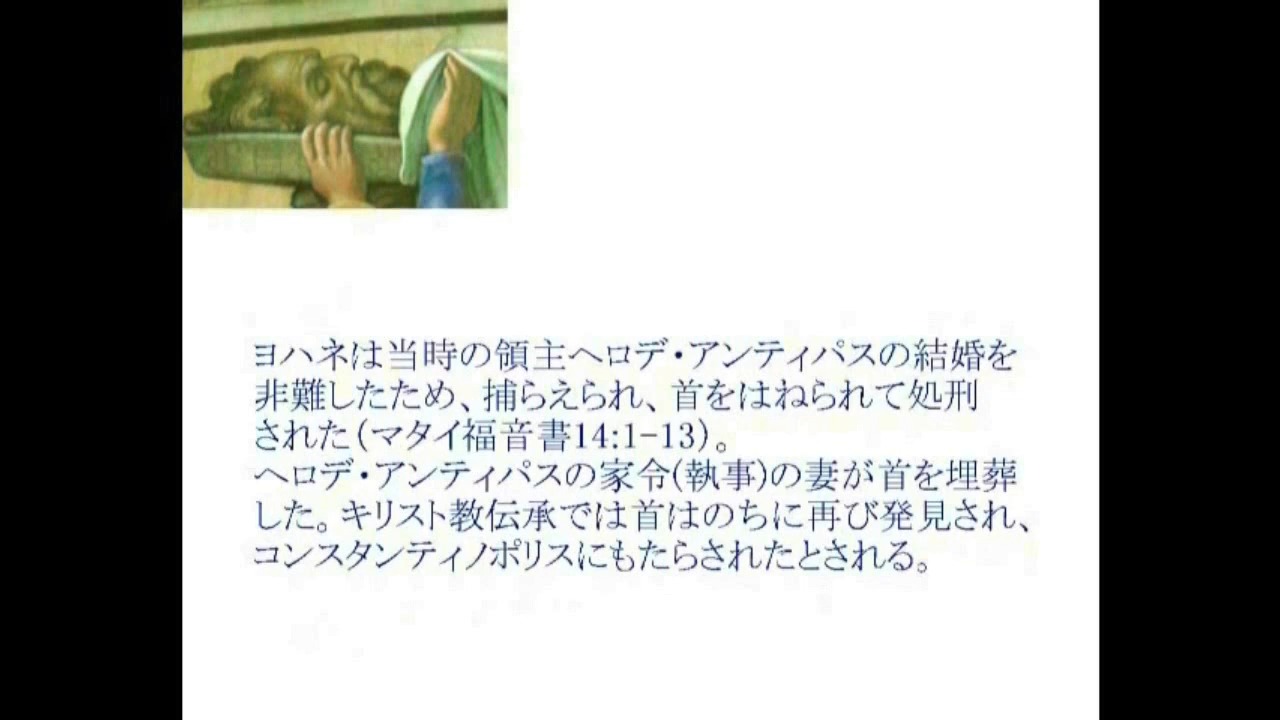 ヨハネは当時の領主ヘロデ・アンティパスの結婚を
非難したため、捕らえられ、首をはねられて処刑
された(マタイ福音書14:1-13)。
ヘロデ・アンティパスの家令(執事)の妻が首を埋葬
した。キリスト教伝承では首はのちに再び発見され、
コンスタンティノポリスにもたらされたとされる。